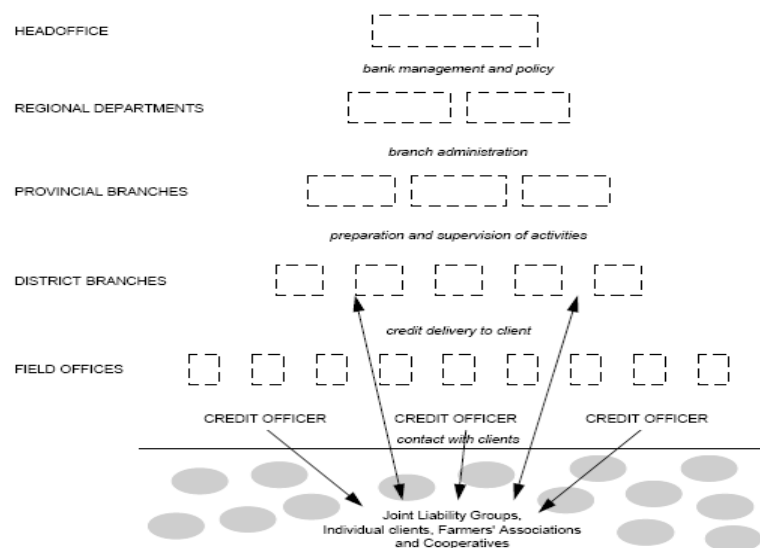 HEADOFFICE
bank management and policy
REGIONAL DEPARTMENTS
branch administration
PROVINCIAL BRANCHES
preparation and supervision of activities
DISTRICT BRANCHES
credit delivery to client
FIELD OFFICES
CREDIT OFFICER CREDIT OFFICER CREDIT OFFICER
contact with clients
Joint Liability Groups,
Individual clients, Farmers' Associations
and Cooperatives